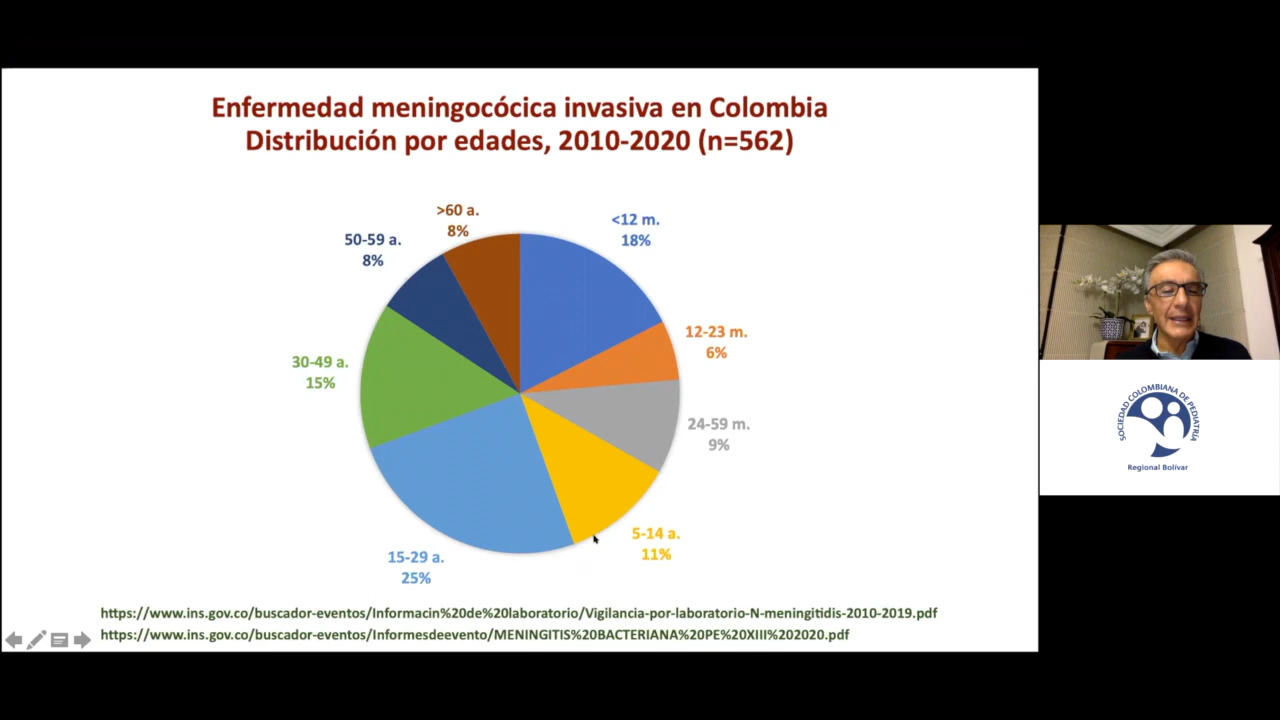 Enfermedad meningocócica invasiva en Colombia
Distribución por edades, 2010-2020 (n=562)
>60 a.
8%
<12 m.
18%
50-59 a.
8%
12-23 m.
6%
30-49 a.
15%
24-59 m.
9%
5-14 a.
11%
15-29 a.
25%
https://www.ins.gov.co/buscador-eventos/Informacin%20de%20laboratorio/Vigilancia-por-laboratorio-N-meningitidis-2010-2019.pdf
https://www.ins.gov.co/buscador-eventos/Informesdeevento/MENINGITIS%20BACTERIANA%20PE%20XIII%202020.pdf
SOCIEDAD COLOMBIANA DE PEDIATRÍA
Regional Bolívar